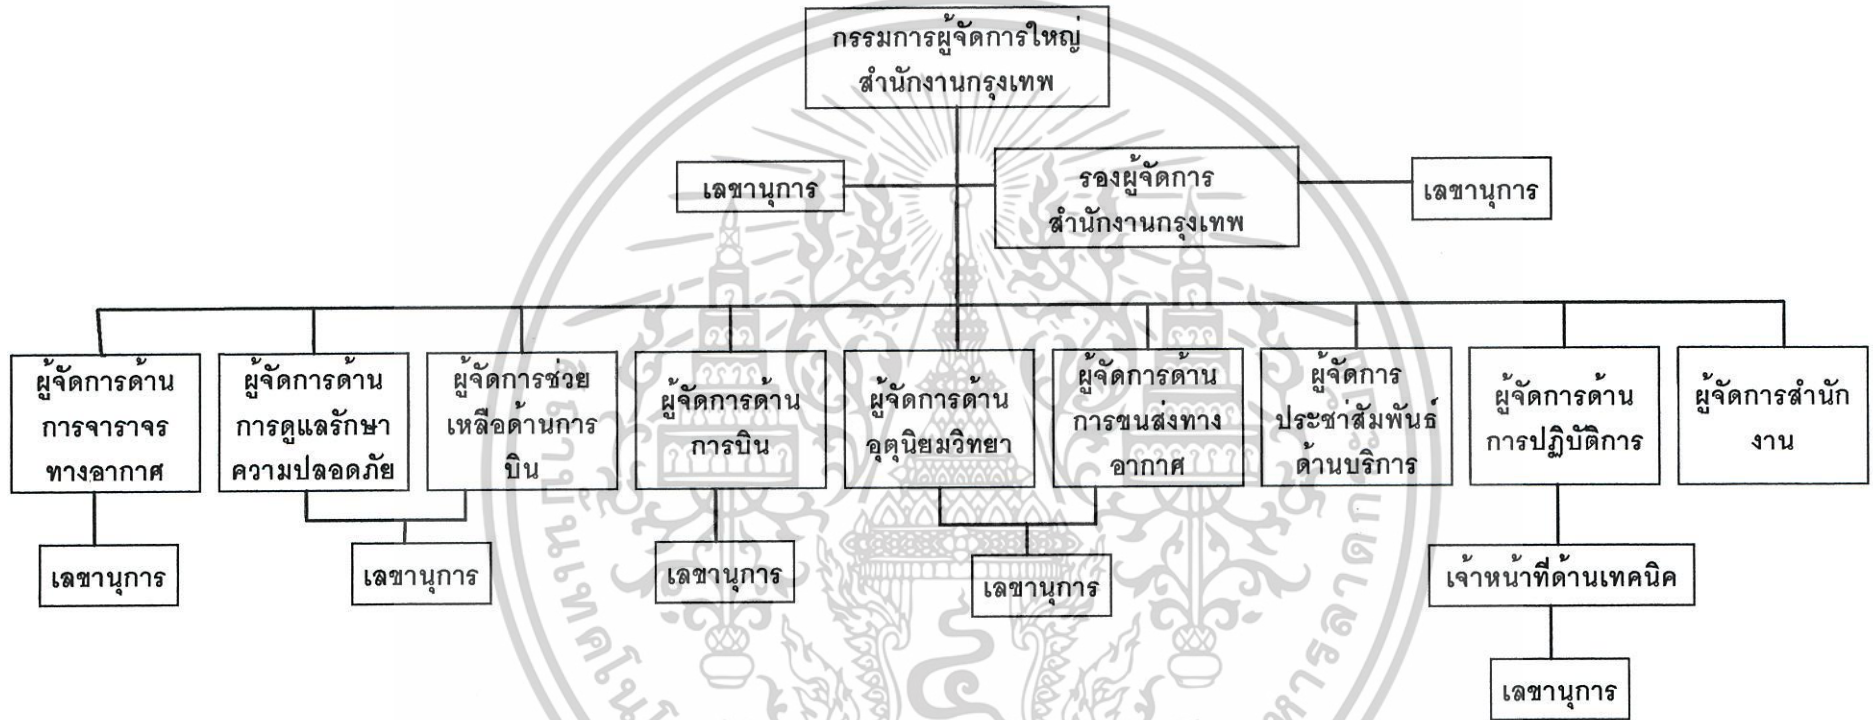 กรรมการผู้จัดการใหญ่
สำนักงานกรุงเทพ
เลขานุการ
รองผู้จัดการ
สำนักงานกรุงเทพ
เลขานุการ
ผู้จัดการด้าน
การจาราจร
ทางอากาศ
ผู้จัดการด้าน
การดูแลรักษา
ความปลอดภัย
ผู้จัดการช่วย
เหลือด้านการ
บิน
ผู้จัดการด้าน
การบิน
ผู้จัดการด้าน
อุตุนิยมวิทยา
ผู้จัดการด้าน
การขนส่งทาง
อากาศ
ผู้จัดการ
ประชาสัมพันธ์
ด้านบริการ
ผู้จัดการด้าน
การปฏิบัติการ
ผู้จัดการสำนัก
งาน
เลขานุการ
เลขานุการ
เลขานุการ
เลขานุการ
เจ้าหน้าที่ด้านเทคนิค
เลขานุการ